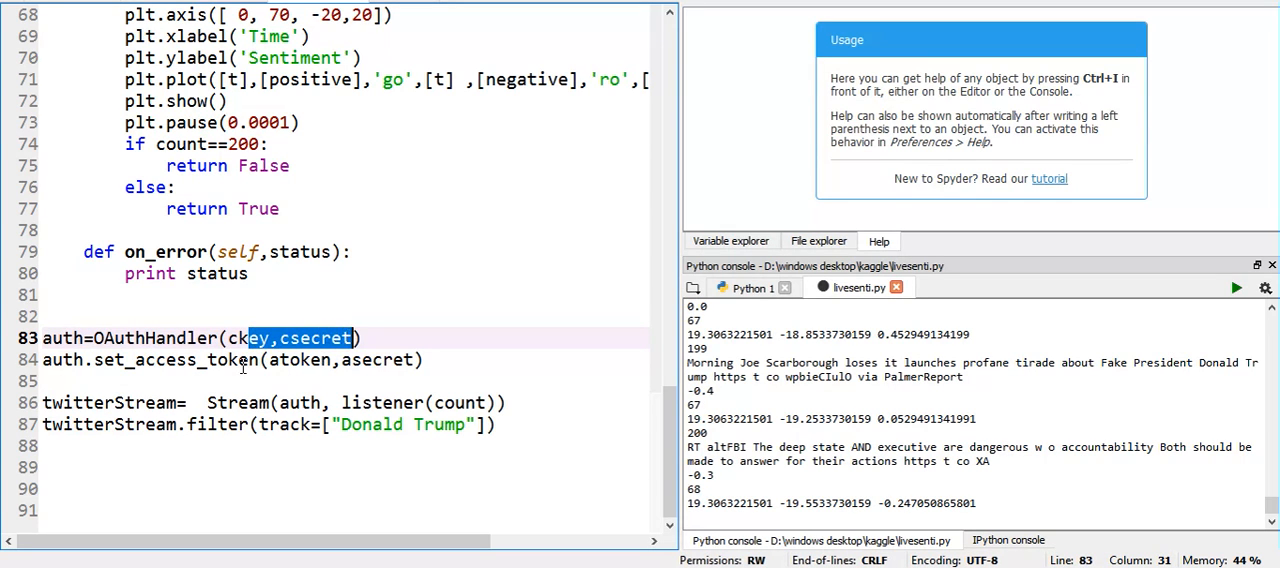 68 plt.axis([ 0, 70, -20,20])
69 plt.xlabel('Time')
70 plt.ylabel('Sentiment')
71 plt.plot([t],[positive],'go',[t] ,[negative],'ro',[
72 plt.show()
73 plt.pause(0.0001)
74 if count==200:
75 return False
76 else:
77 return True
78
79 def on_error(self,status):
80 print status
81
82
83 auth=OAuthHandler(ckey,csecret)
84 auth.set_access_token(atoken,asecret)
85
86 twitterStream=  Stream(auth, listener(count))
87 twitterStream.filter(track=["Donald Trump"])
88
89
90
91
Usage
Here you can get help of any object by pressing Ctrl+I in
front of it, either on the Editor or the Console.
Help can also be shown automatically after writing a left
parenthesis next to an object. You can activate this
behavior in Preferences > Help.
New to Spyder? Read our tutorial
Variable explorer File explorer Help
Python console - D:\windows desktop\kaggle\livesenti.py
Python 1 livesenti.py
0.0
67
19.3063221501 -18.8533730159 0.452949134199
199
Morning Joe Scarborough loses it launches profane tirade about Fake President Donald Tr
ump https t co wpbieCIulO via PalmerReport
-0.4
67
19.3063221501 -19.2533730159 0.0529491341991
200
RT altFBI The deep state AND executive are dangerous w o accountability Both should be
made to answer for their actions https t co XA
-0.3
68
19.3063221501 -19.5533730159 -0.247050865801
Python console - D:\windows desktop\kaggle\livesenti.py IPython console
Permissions: RW End-of-lines: CRLF Encoding: UTF-8 Line: 83 Column: 31 Memory: 44 %